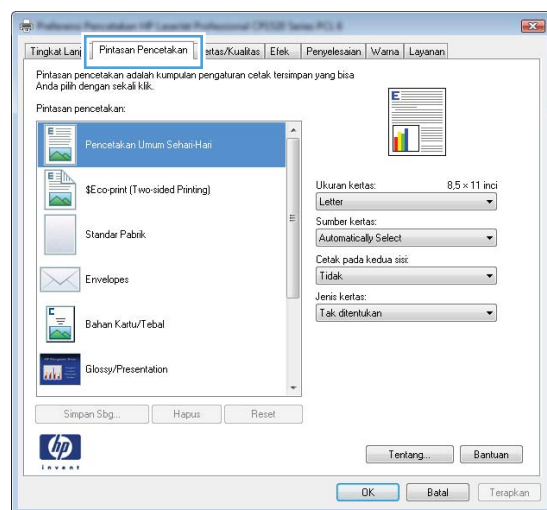 Tingkat Lanj
Pintasan Pencetakan
ertas/Kualitas
Efek
Penyelesaian
Warna
Layanan
Pintasan pencetakan adalah kumpulan pengaturan cetak tersimpan yang bisa
Anda pilih dengan sekali klik.
Pintasan pencetakan:
Pencetakan Umum Sehari-Hari
$Eco-print (Two-sided Printing)
Standar Pabrik
Envelopes
Bahan Kartu/Tebal
Glossy/Presentation
Ukuran kertas:
8,5 × 11 inci
Letter
Sumber kertas:
Automatically Select
Cetak pada kedua sisi:
Tidak
Jenis kertas:
Tak ditentukan
Simpan Sbg...
Hapus
Reset
hp
invent
Tentang...
Bantuan
OK
Batal
Terapkan